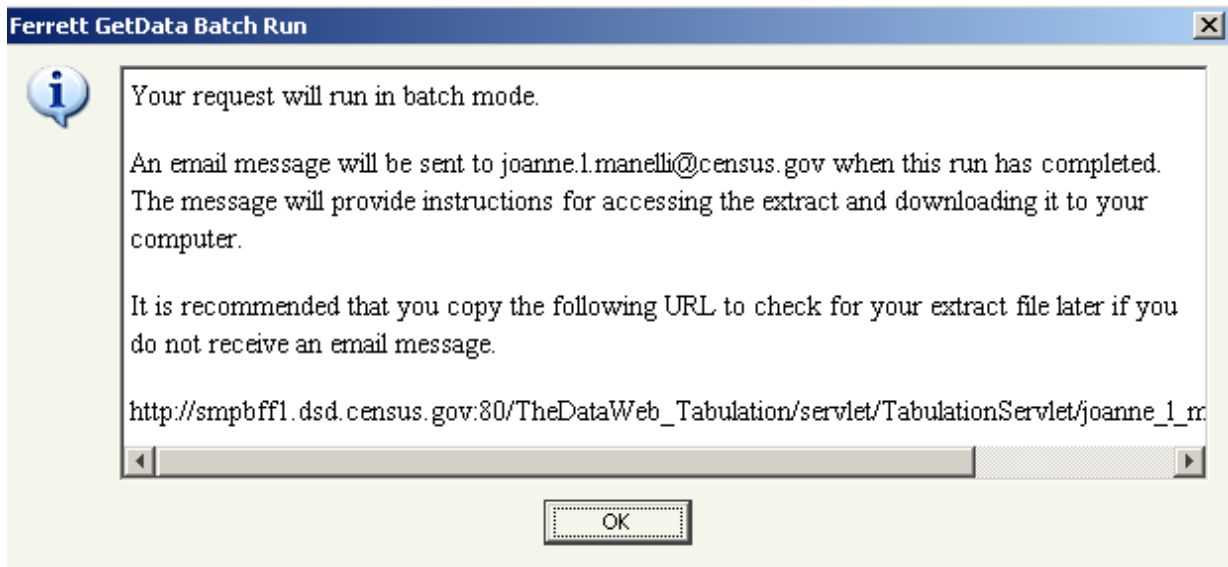 Ferrett GetData Batch Run
Your request will run in batch mode.
An email message will be sent to joanne.l.manelli@census.gov when this run has completed.
The message will provide instructions for accessing the extract and downloading it to your
computer.
It is recommended that you copy the following URL to check for your extract file later if you
do not receive an email message.
http://smpbff1.dsd.census.gov:80/TheDataWeb_Tabulation/servlet/TabulationServlet/joanne_l_m
OK